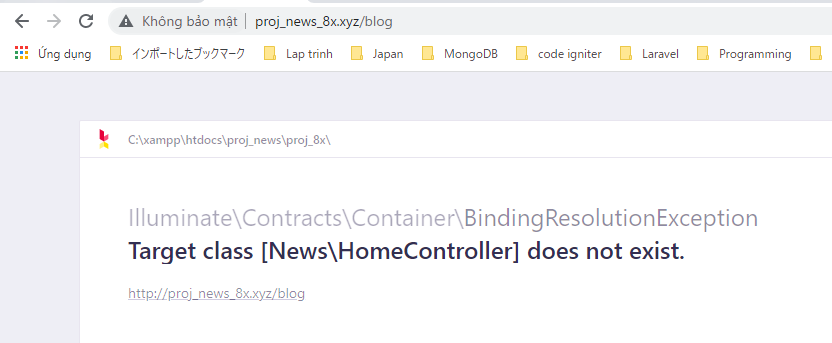 Không bảo mật | proj_news_8x.xyz/blog
Ứng dụng インポートしたブックマーク Lap trinh Japan MongoDB code igniter Laravel Programming
C:\xampp\htdocs\proj_news\proj_8x\
Illuminate\Contracts\Container\BindingResolutionException
Target class [News\HomeController] does not exist.
http://proj_news_8x.xyz/blog